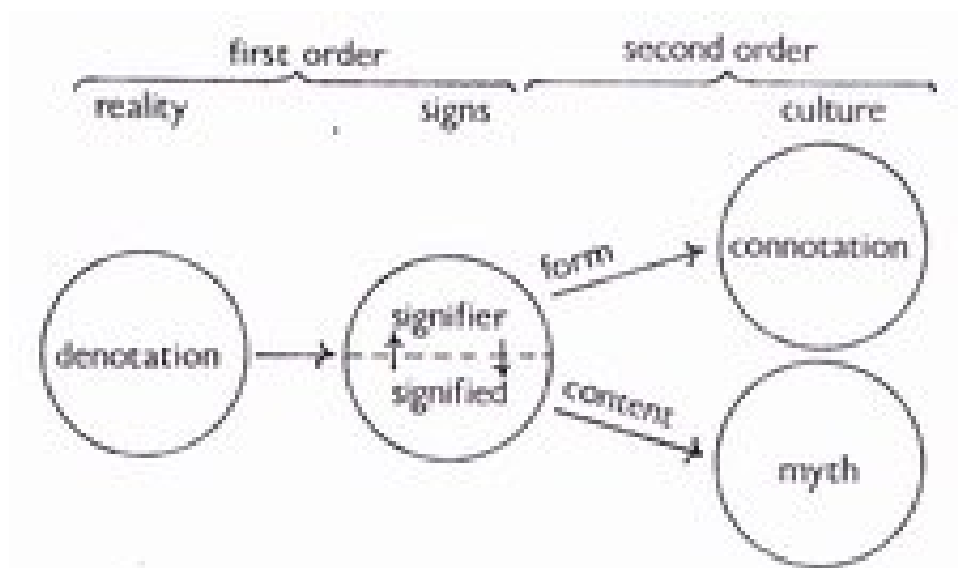 first order
second order
reality
signs
culture
form
connotation
signifier
denotation
signified
content
myth